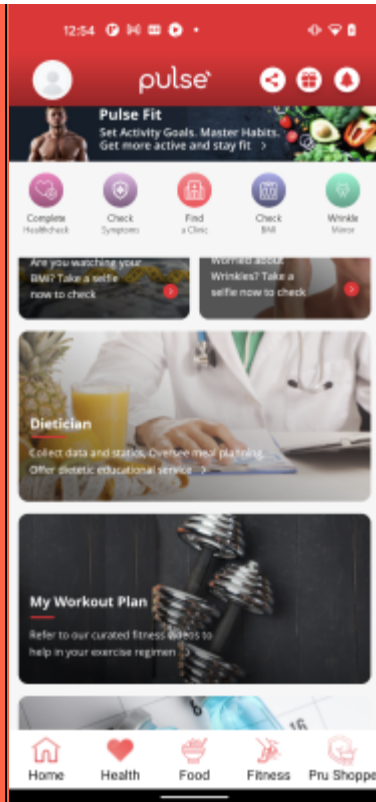 12:54
pulse
Pulse Fit
Set Activity Goals. Master Habits.
Get more active and stay fit >
Complete
Healthcheck
Check
Symptoms
Find
a Clinic
Check
BMI
Wrinkle
Mirror
Are you watching your
BMI? Take a selfie
now to check
Worried about
Wrinkles? Take a
selfie now to check
Dietician
Collect data and statics, Oversee meal planning,
Offer dietetic educational service >
My Workout Plan
Refer to our curated fitness videos to
help in your exercise regimen >
16
Home
Health
Food
Fitness
Pru Shoppe